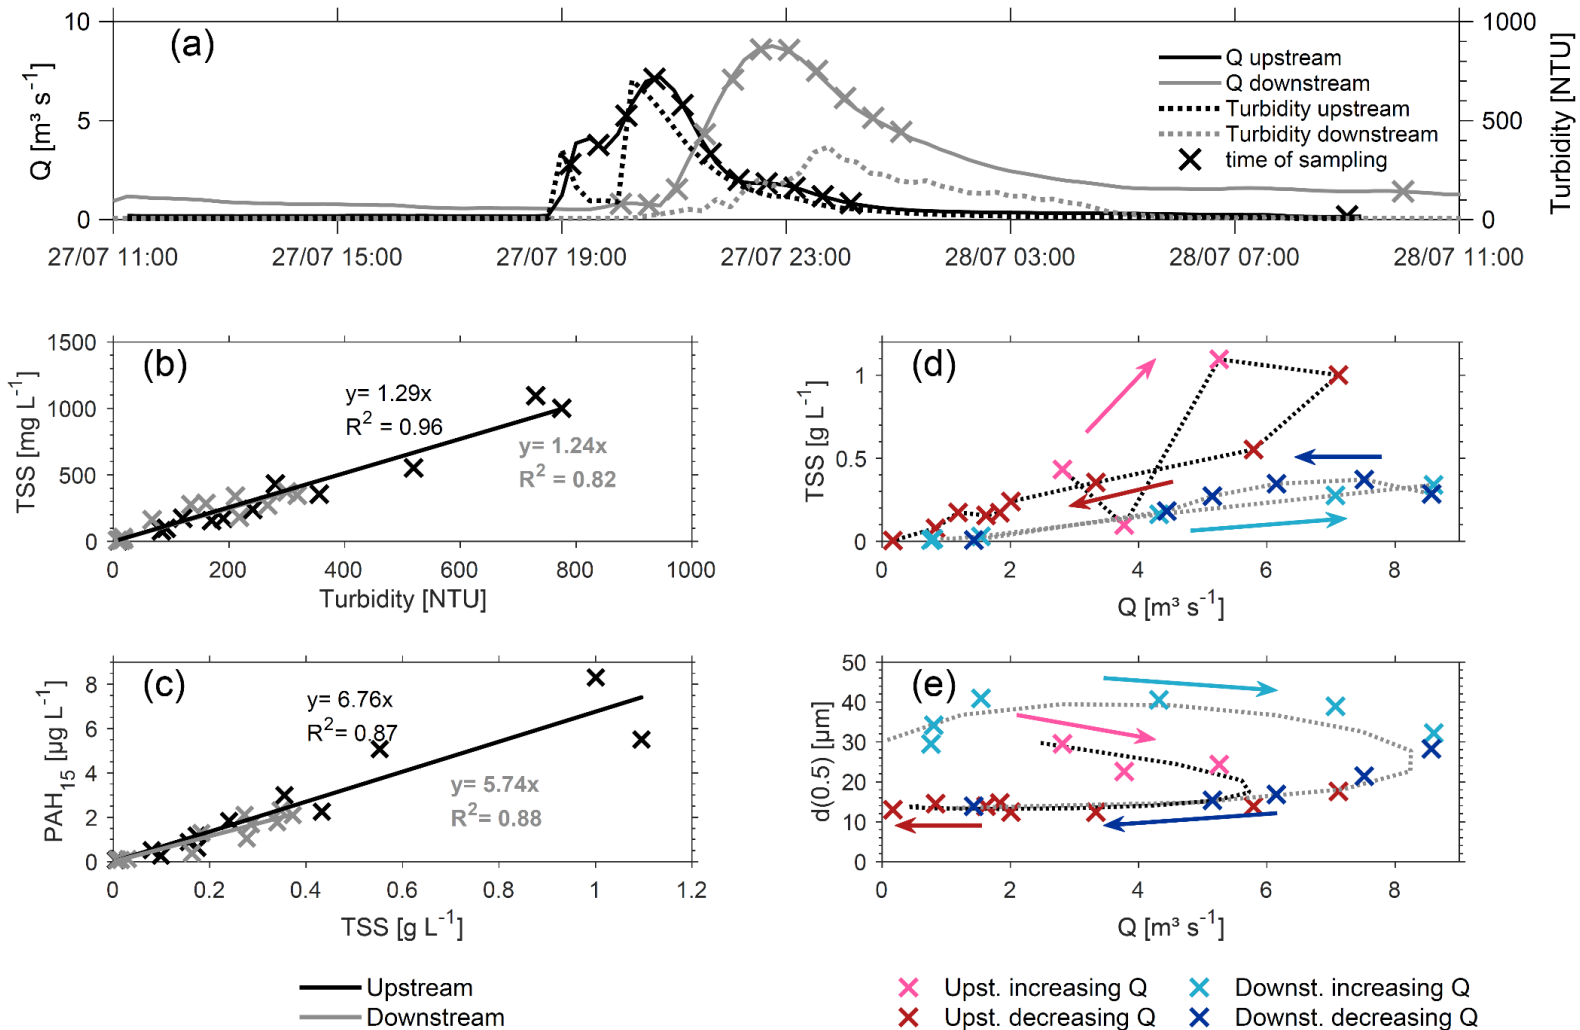 (a)
10
5
0
Q [m³ s⁻¹]
1000
500
0
Turbidity [NTU]
Q upstream
Q downstream
Turbidity upstream
Turbidity downstream
time of sampling
27/07 11:00
27/07 15:00
27/07 19:00
27/07 23:00
28/07 03:00
28/07 07:00
28/07 11:00
(b)
1500
1000
500
0
TSS [mg L⁻¹]
y= 1.29x
R² = 0.96
y= 1.24x
R² = 0.82
0
200
400
600
800
1000
Turbidity [NTU]
(d)
1
0.5
0
TSS [g L⁻¹]
0
2
4
6
8
Q [m³ s⁻¹]
(c)
8
6
4
2
0
PAH₁₅ [µg L⁻¹]
y= 6.76x
R²= 0.87
y= 5.74x
R²= 0.88
0
0.2
0.4
0.6
0.8
1
1.2
TSS [g L⁻¹]
(e)
50
40
30
20
10
0
d(0.5) [µm]
0
2
4
6
8
Q [m³ s⁻¹]
Upstream
Downstream
Upst. increasing Q
Downst. increasing Q
Upst. decreasing Q
Downst. decreasing Q